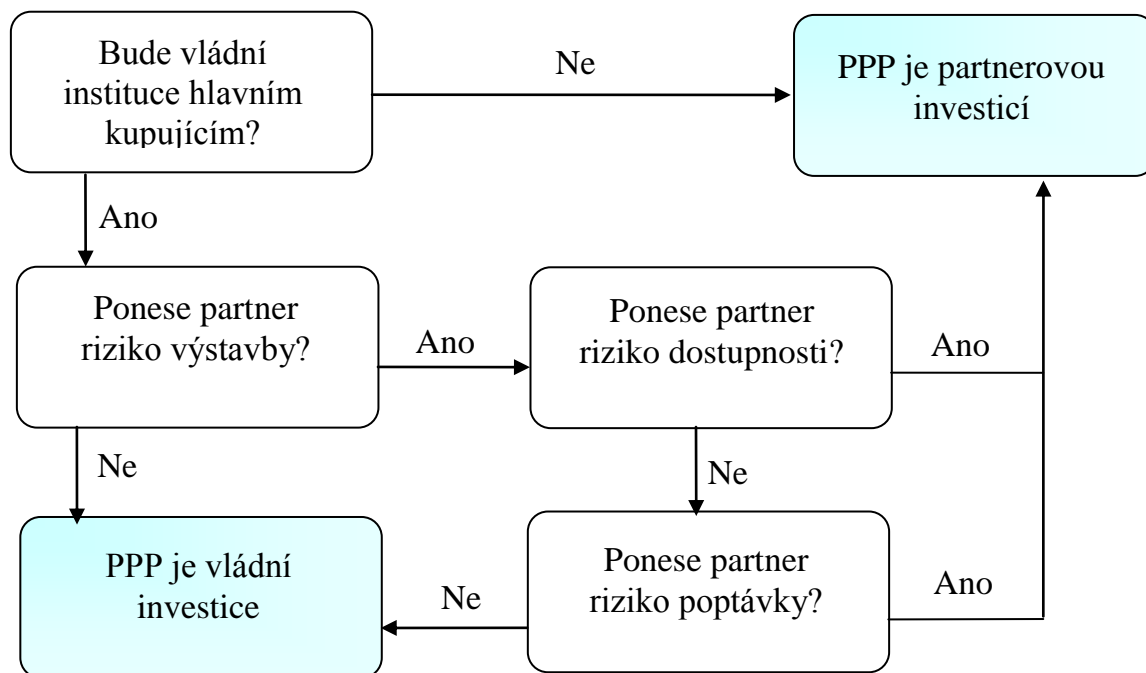 Bude vládní
instituce hlavním
kupujícím?
Ne
PPP je partnerovou
investicí
Ano
Ponese partner
riziko výstavby?
Ano
Ponese partner
riziko dostupnosti?
Ano
Ne
Ne
PPP je vládní
investice
Ne
Ponese partner
riziko poptávky?
Ano